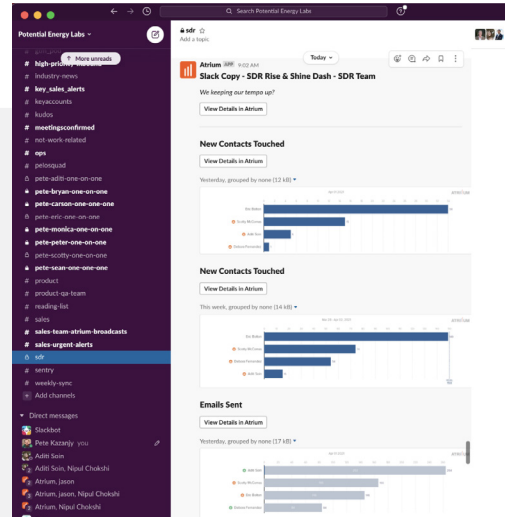 Search Potential Energy Labs
Potential Energy Labs
More unreads
# industry-news
# key_sales_alerts
# keyaccounts
# kudos
# meetingsconfirmed
# not-work-related
# ops
# pelosquad
pete-aditi-one-on-one
pete-bryan-one-on-one
pete-carson-one-one-one
pete-eric-one-on-one
pete-monica-one-on-one
pete-peter-one-on-one
pete-scotty-one-on-one
pete-sean-one-one-one
# product
# product-qa-team
# reading-list
# sales
# sales-team-atrium-broadcasts
# sales-urgent-alerts
sdr
# sentry
# weekly-sync
+ Add channels
Direct messages
Slackbot
Pete Kazanjy you
Aditi Soin
Aditi Soin, Nipul Chokshi
Atrium, jason
Atrium, jason, Nipul Chokshi
Atrium, Nipul Chokshi
sdr
Add a topic
Today
Atrium APP 9:02 AM
Slack Copy - SDR Rise & Shine Dash - SDR Team
We keeping our tempo up?
View Details in Atrium
New Contacts Touched
View Details in Atrium
Yesterday, grouped by none (12 kB)
New Contacts Touched
View Details in Atrium
This week, grouped by none (14 kB)
Emails Sent
View Details in Atrium
Yesterday, grouped by none (17 kB)